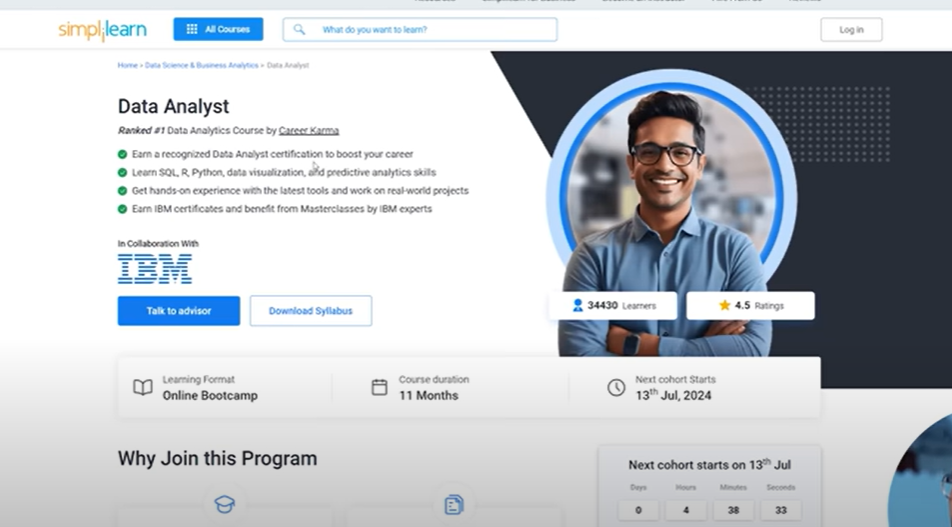 simplilearn
All Courses
What do you want to learn?
Log in
Home > Data Science & Business Analytics > Data Analyst
Data Analyst
Ranked #1 Data Analytics Course by Career Karma
Earn a recognized Data Analyst certification to boost your career
Learn SQL, R, Python, data visualization, and predictive analytics skills
Get hands-on experience with the latest tools and work on real-world projects
Earn IBM certificates and benefit from Masterclasses by IBM experts
In Collaboration With
IBM
Talk to advisor
Download Syllabus
34430 Learners
4.5 Ratings
Learning Format
Online Bootcamp
Course duration
11 Months
Next cohort Starts
13th Jul, 2024
Why Join this Program
Next cohort starts on 13th Jul
Days Hours Minutes Seconds
0 4 38 33